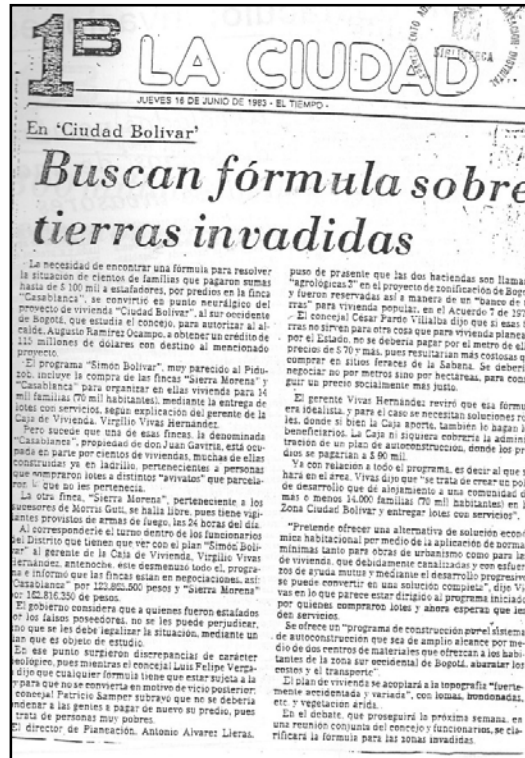 1B
LA CIUDAD
BIBLIOTECA
JUEVES 16 DE JUNIO DE 1983 - EL TIEMPO -
En 'Ciudad Bolívar'
Buscan fórmula sobre
tierras invadidas
La necesidad de encontrar una fórmula para resolver
la situación de cientos de familias que pagaron sumas
hasta de $ 100 mil a estafadores, por predios en la finca
"Casablanca", se convirtió en punto neurálgico del
proyecto de vivienda "Ciudad Bolívar", al sur occidente
de Bogotá, que estudia el concejo, para autorizar al al-
calde, Augusto Ramírez Ocampo, a obtener un crédito de
115 millones de dólares con destino al mencionado
proyecto.
El programa "Simón Bolívar", muy parecido al Pidu-
zob, incluye la compra de las fincas "Sierra Morena" y
"Casablanca" para organizar en ellas vivienda para 14
mil familias (70 mil habitantes), mediante la entrega de
lotes con servicios, según explicación del gerente de la
Caja de Vivienda, Virgilio Vivas Hernández.
Pero sucede que una de esas fincas, la denominada
"Casablanca", propiedad de don Juan Gaviria, está ocu-
pada en parte por cientos de viviendas, muchas de ellas
construidas ya en ladrillo, pertenecientes a personas
que compraron lotes a distintos "avivatos" que parcela-
ron lo que no les pertenecía.
La otra finca, "Sierra Morena", perteneciente a los
sucesores de Morris Gutt, se halla libre, pues tiene vigi-
lantes provistos de armas de fuego, las 24 horas del día.
Al corresponderle el turno dentro de los funcionarios
del Distrito que tienen que ver con el plan "Simón Bolí-
var" al gerente de la Caja de Vivienda, Virgilio Vivas
Hernández, antenoche, éste desmenuzó todo el, progra-
ma e informó que las fincas están en negociaciones, así:
"Casablanca" por pesos y "Sierra Morena"
por 162.816.350 de pesos.
El gobierno considera que a quienes fueron estafados
por los falsos poseedores, no se les puede perjudicar,
sino que se les debe legalizar la situación, mediante un
plan que es objeto de estudio.
En ese punto surgieron discrepancias de carácter
ideológico, pues mientras el concejal Luis Felipe Verga-
dijo que cualquier fórmula tiene que estar sujeta a la
y para que no se convierta en motivo de vicio posterior;
concejal Patricio Samper subrayó que no se debería
condenar a las gentes a pagar de nuevo su predio, pues
trata de personas muy pobres.
El director de Planeación, Antonio Alvarez Lleras,
puso de presente que las dos haciendas son llamadas
"agrológicas 2" en el proyecto de zonificación de Bogo
y fueron reservadas así a manera de un "banco de
rras" para vivienda popular, en el Acuerdo 7 de 197
El concejal César Pardo Villalba dijo que si esas
rras no sirven para otra cosa que para vivienda planea
por el Estado, no se debería pagar por el metro de ell
precios de $ 70 y más, pues resultarían más costosas q
comprar en sitios feraces de la Sabana. Se deberí
negociar no por metros sino por hectáreas, para cons
guir un precio socialmente más justo.
El gerente Vivas Hernández reviró que esa fórmu
era idealista, y para el caso se necesitan soluciones re
les, donde si bien la Caja aporte, también lo hagan l
beneficiarios. La Caja ni siquiera cobraría la admini
tración de un plan de autoconstrucción, donde los pr
dios se pagarían a $ 90 mil.
Ya con relación a todo el programa, es decir al que s
hará en el área, Vivas dijo que "se trata de crear un pol
de desarrollo que dé alojamiento a una comunidad d
más o menos 14.000 familias (70 mil habitantes) en l
Zona Ciudad Bolívar y entregar lotes con servicios".
"Pretende ofrecer una alternativa de solución econó
mica habitacional por medio de la aplicación de norma
mínimas tanto para obras de urbanismo como para la
de vivienda, que debidamente canalizadas y con esfuer
zos de ayuda mutua y mediante el desarrollo progresivo
se puede convertir en una solución completa", dijo Vi
vas en lo que parece estar dirigido al programa iniciad
por quienes compraron lotes y ahora esperan que les
den servicios.
Se ofrece un "programa de construcción por el sistema
de autoconstrucción que sea de amplio alcance por me-
dio de dos centros de materiales que ofrezcan a los habi-
tantes de la zona sur occidental de Bogotá, abaratar los
costos y el transporte".
El plan de vivienda se acoplará a la topografía "fuerte-
mente accidentada y variada", con lomas, hondonadas,
etc. y vegetación árida.
En el debate, que proseguirá la próxima semana, en
una reunión conjunta del concejo y funcionarios, se cla-
rificará la fórmula para las zonas invadidas.